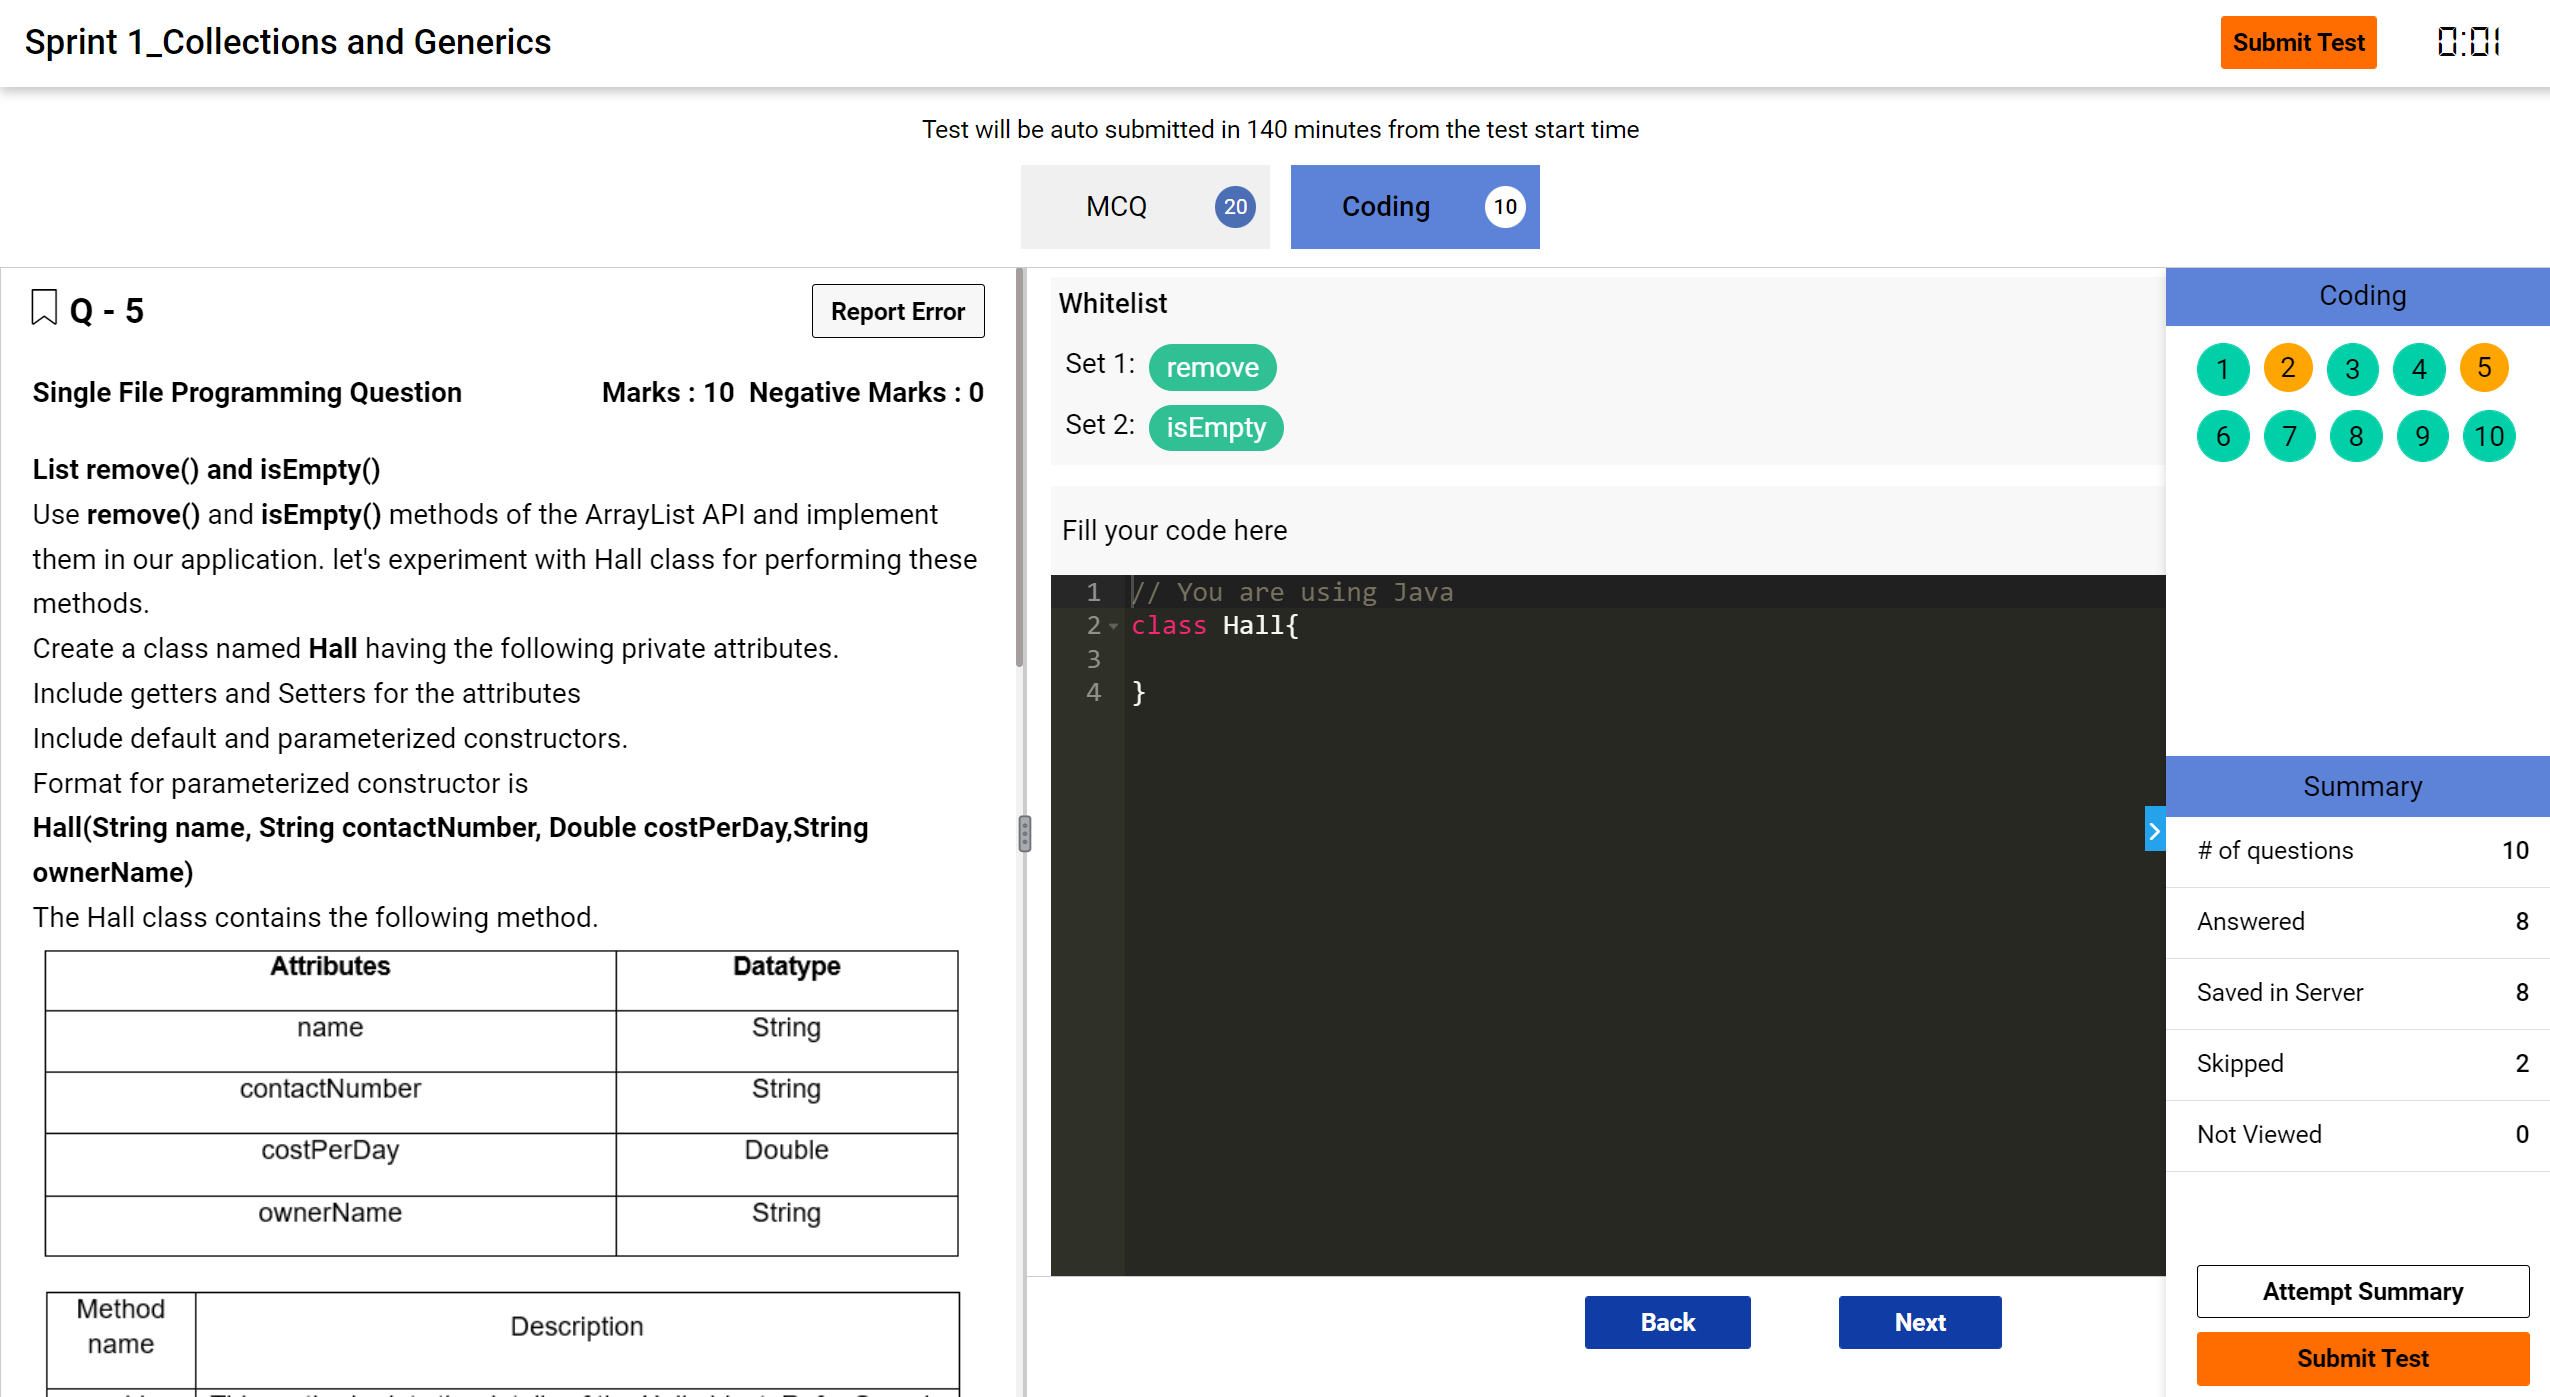 Sprint 1_Collections and Generics
Submit Test
0:01
Test will be auto submitted in 140 minutes from the test start time
MCQ 20
Coding 10
Q - 5
Report Error
Single File Programming Question
Marks : 10 Negative Marks : 0
List remove() and isEmpty()
Use remove() and isEmpty() methods of the ArrayList API and implement
them in our application. let's experiment with Hall class for performing these
methods.
Create a class named Hall having the following private attributes.
Include getters and Setters for the attributes
Include default and parameterized constructors.
Format for parameterized constructor is
Hall(String name, String contactNumber, Double costPerDay,String
ownerName)
The Hall class contains the following method.
Attributes Datatype
name String
contactNumber String
costPerDay Double
ownerName String
Method
name
Description
Whitelist
Set 1: remove
Set 2: isEmpty
Fill your code here
1 // You are using Java
2 class Hall{
3
4 }
Back
Next
Coding
1 2 3 4 5
6 7 8 9 10
Summary
# of questions 10
Answered 8
Saved in Server 8
Skipped 2
Not Viewed 0
Attempt Summary
Submit Test